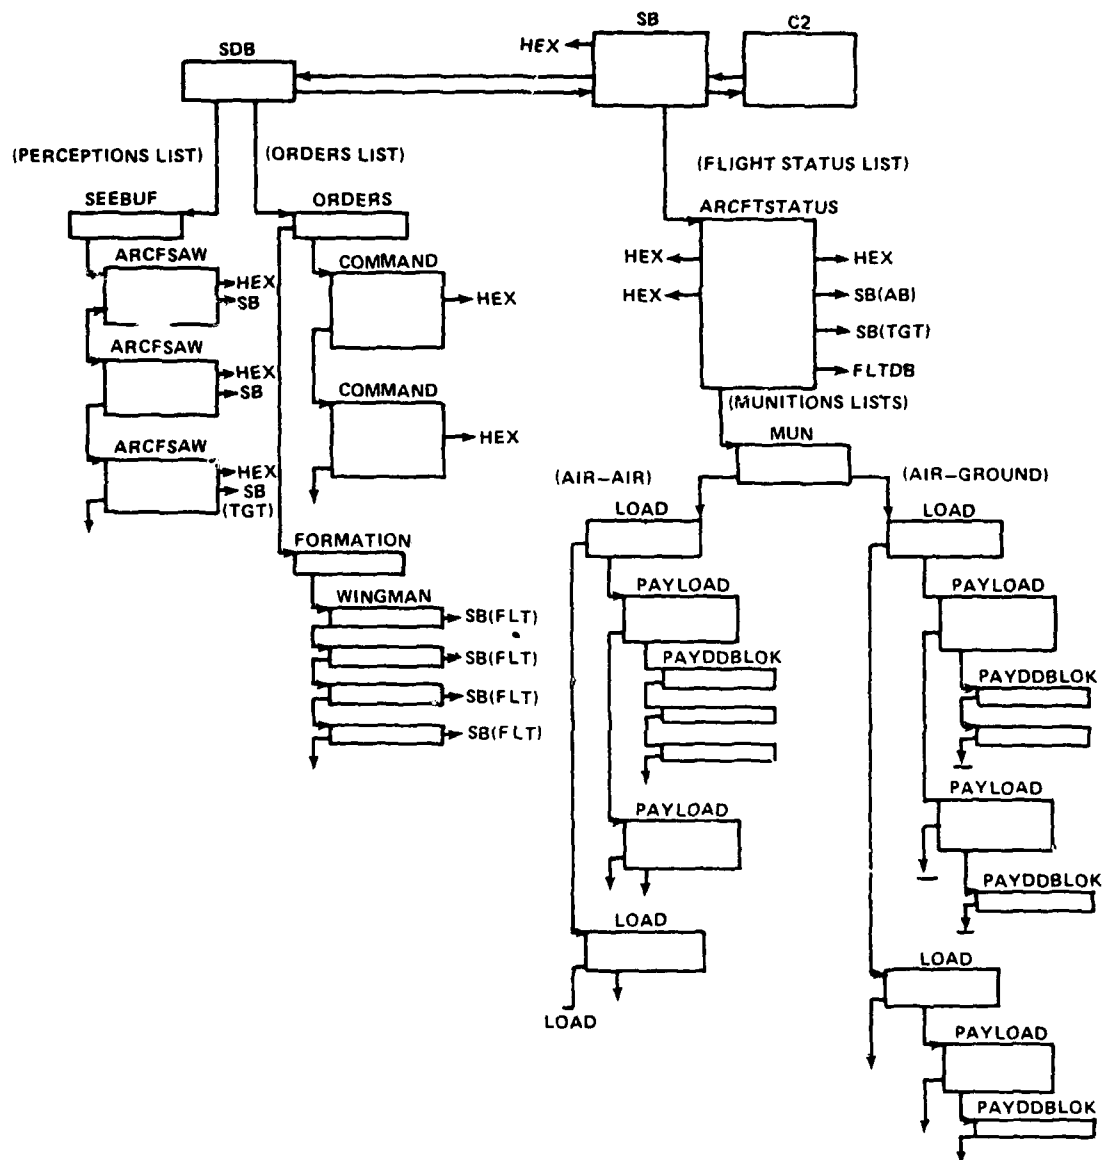 SB
C2
HEX
SDB
(PERCEPTIONS LIST)
(ORDERS LIST)
(FLIGHT STATUS LIST)
SEEBUF
ORDERS
ARCFTSTATUS
ARCFSAW
HEX
SB
ARCFSAW
HEX
SB
ARCFSAW
HEX
SB
(TGT)
COMMAND
HEX
COMMAND
HEX
FORMATION
WINGMAN
SB(FLT)
SB(FLT)
SB(FLT)
SB(FLT)
HEX
HEX
HEX
SB(AB)
SB(TGT)
FLTDB
(MUNITIONS LISTS)
MUN
(AIR-AIR)
(AIR-GROUND)
LOAD
PAYLOAD
PAYDDBLOK
PAYLOAD
LOAD
LOAD
LOAD
PAYLOAD
PAYDDBLOK
PAYLOAD
PAYDDBLOK
LOAD
PAYLOAD
PAYDDBLOK